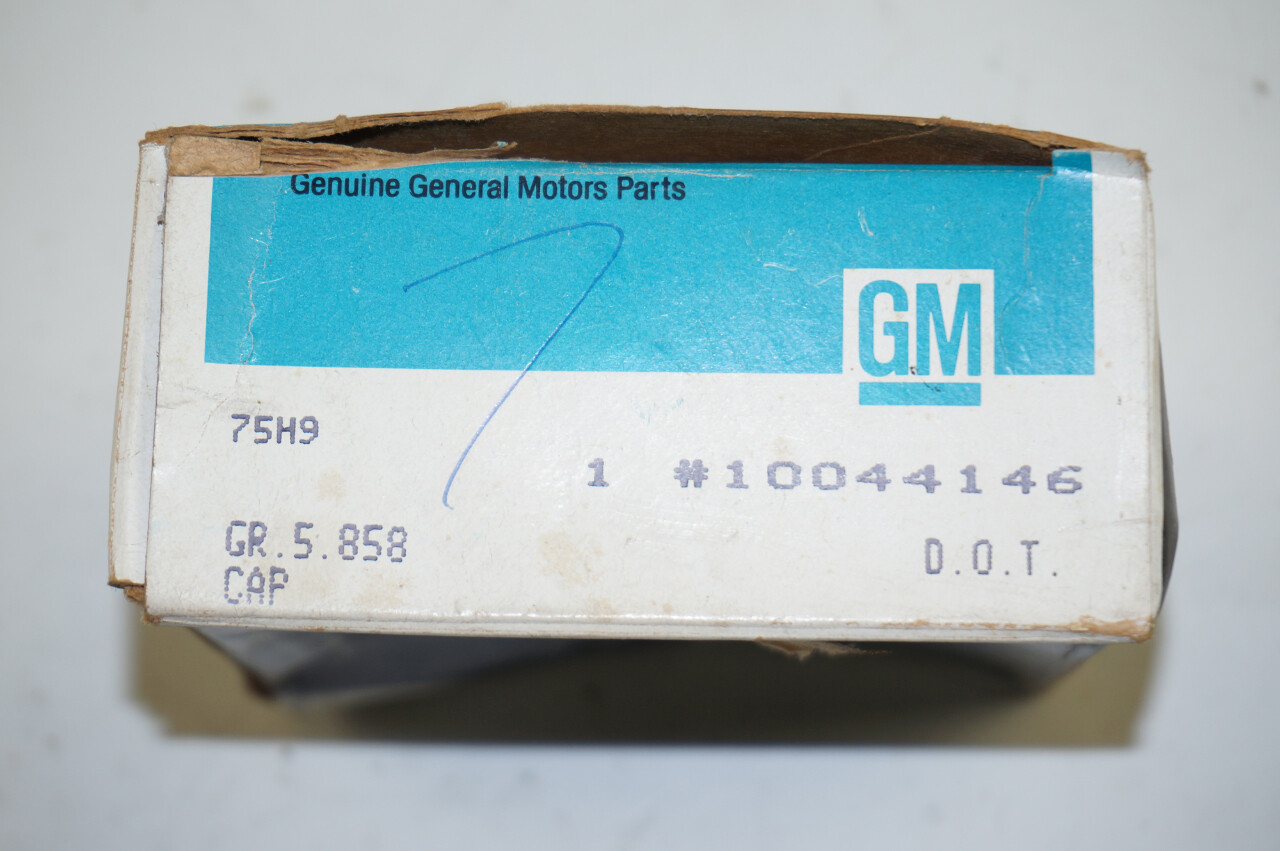 Genuine General Motors Parts
GM
75H9
1 #10044146
GR.5.858
D.O.T.
CAP